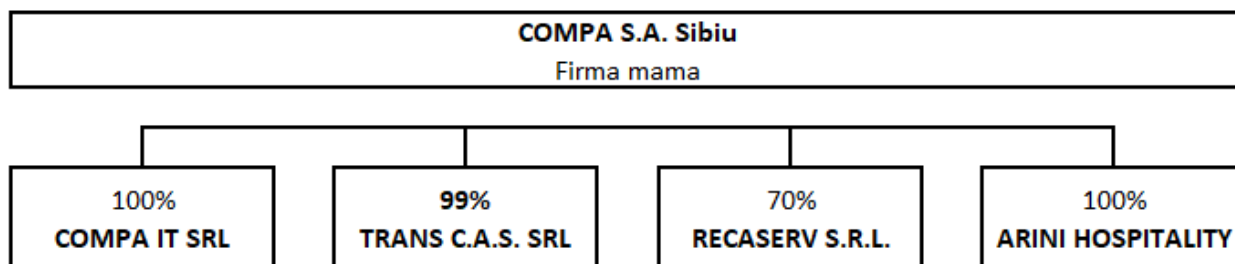 COMPA S.A. Sibiu
Firma mama
100%
COMPA IT SRL
99%
TRANS C.A.S. SRL
70%
RECASERV S.R.L.
100%
ARINI HOSPITALITY